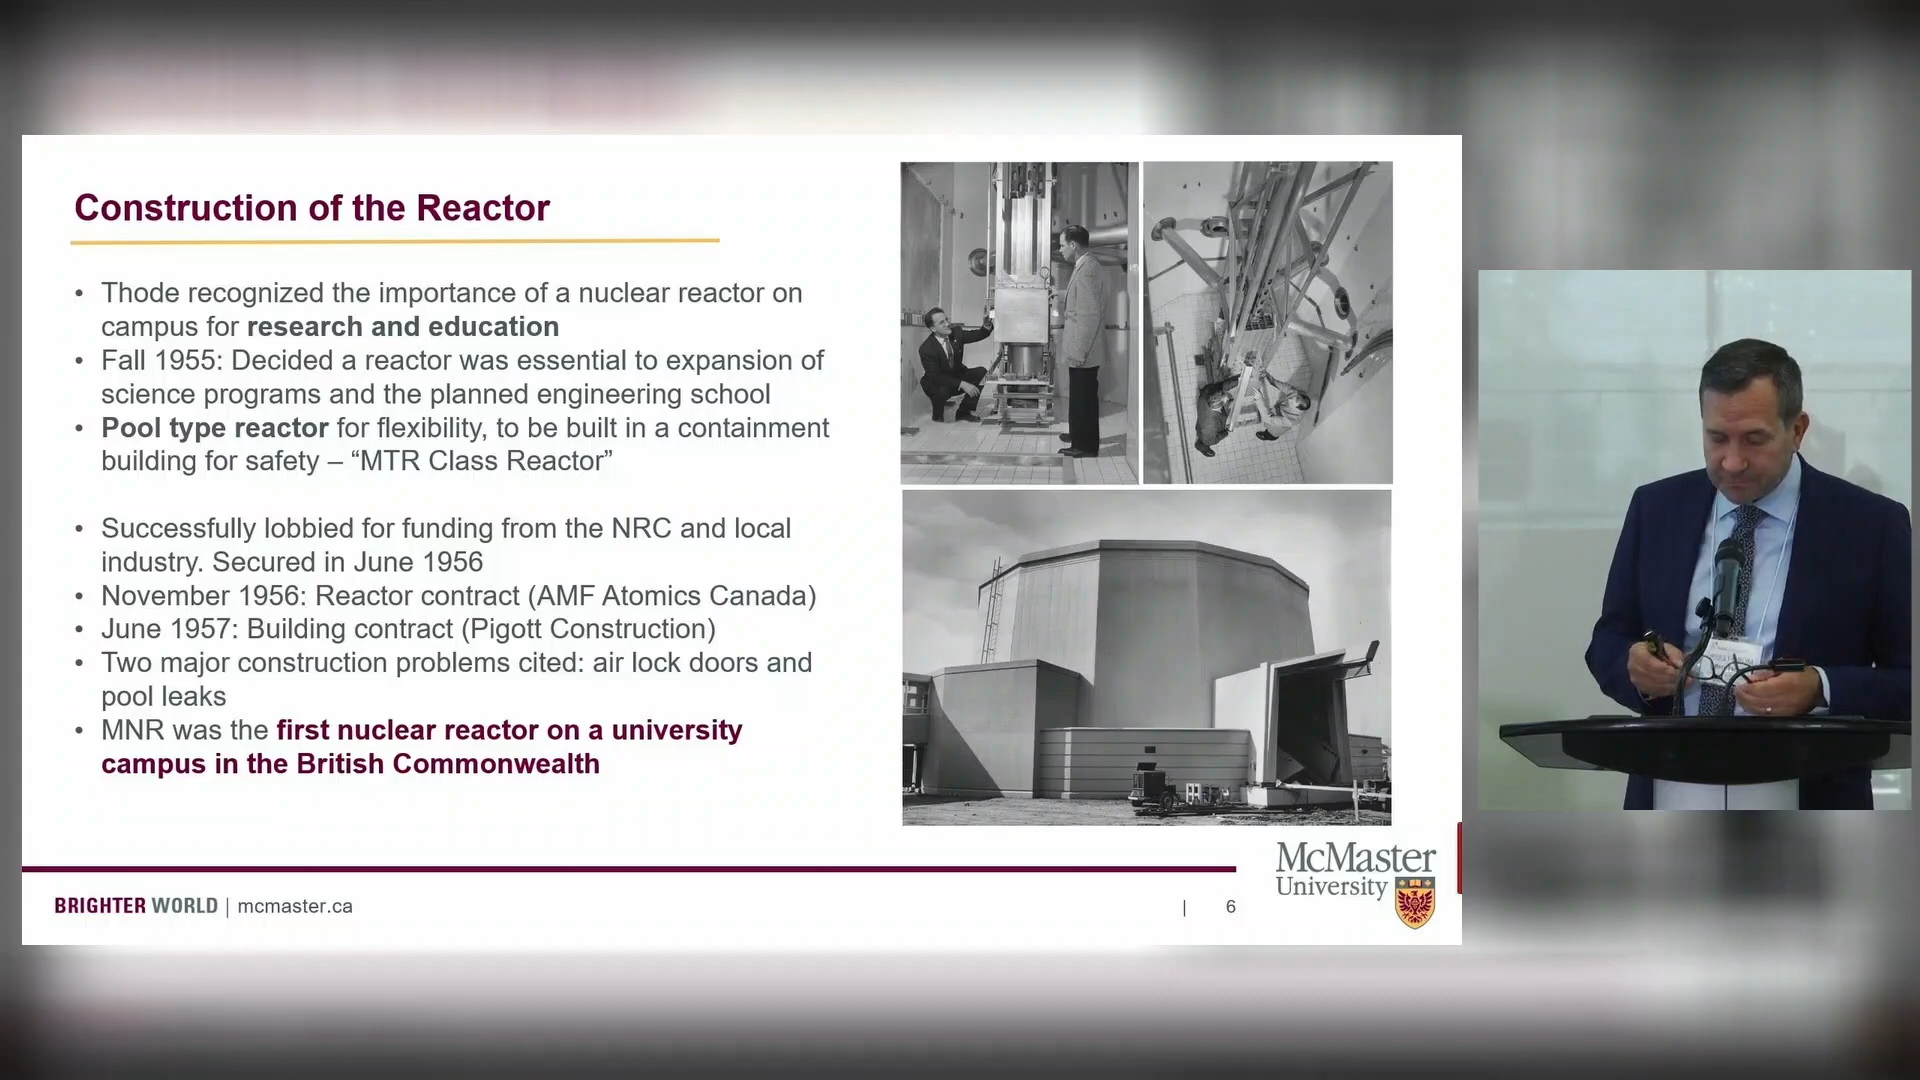 Construction of the Reactor
• Thode recognized the importance of a nuclear reactor on
campus for research and education
• Fall 1955: Decided a reactor was essential to expansion of
science programs and the planned engineering school
• Pool type reactor for flexibility, to be built in a containment
building for safety – “MTR Class Reactor”
• Successfully lobbied for funding from the NRC and local
industry. Secured in June 1956
• November 1956: Reactor contract (AMF Atomics Canada)
• June 1957: Building contract (Pigott Construction)
• Two major construction problems cited: air lock doors and
pool leaks
• MNR was the first nuclear reactor on a university
campus in the British Commonwealth
BRIGHTER WORLD | mcmaster.ca
| 6
McMaster
University